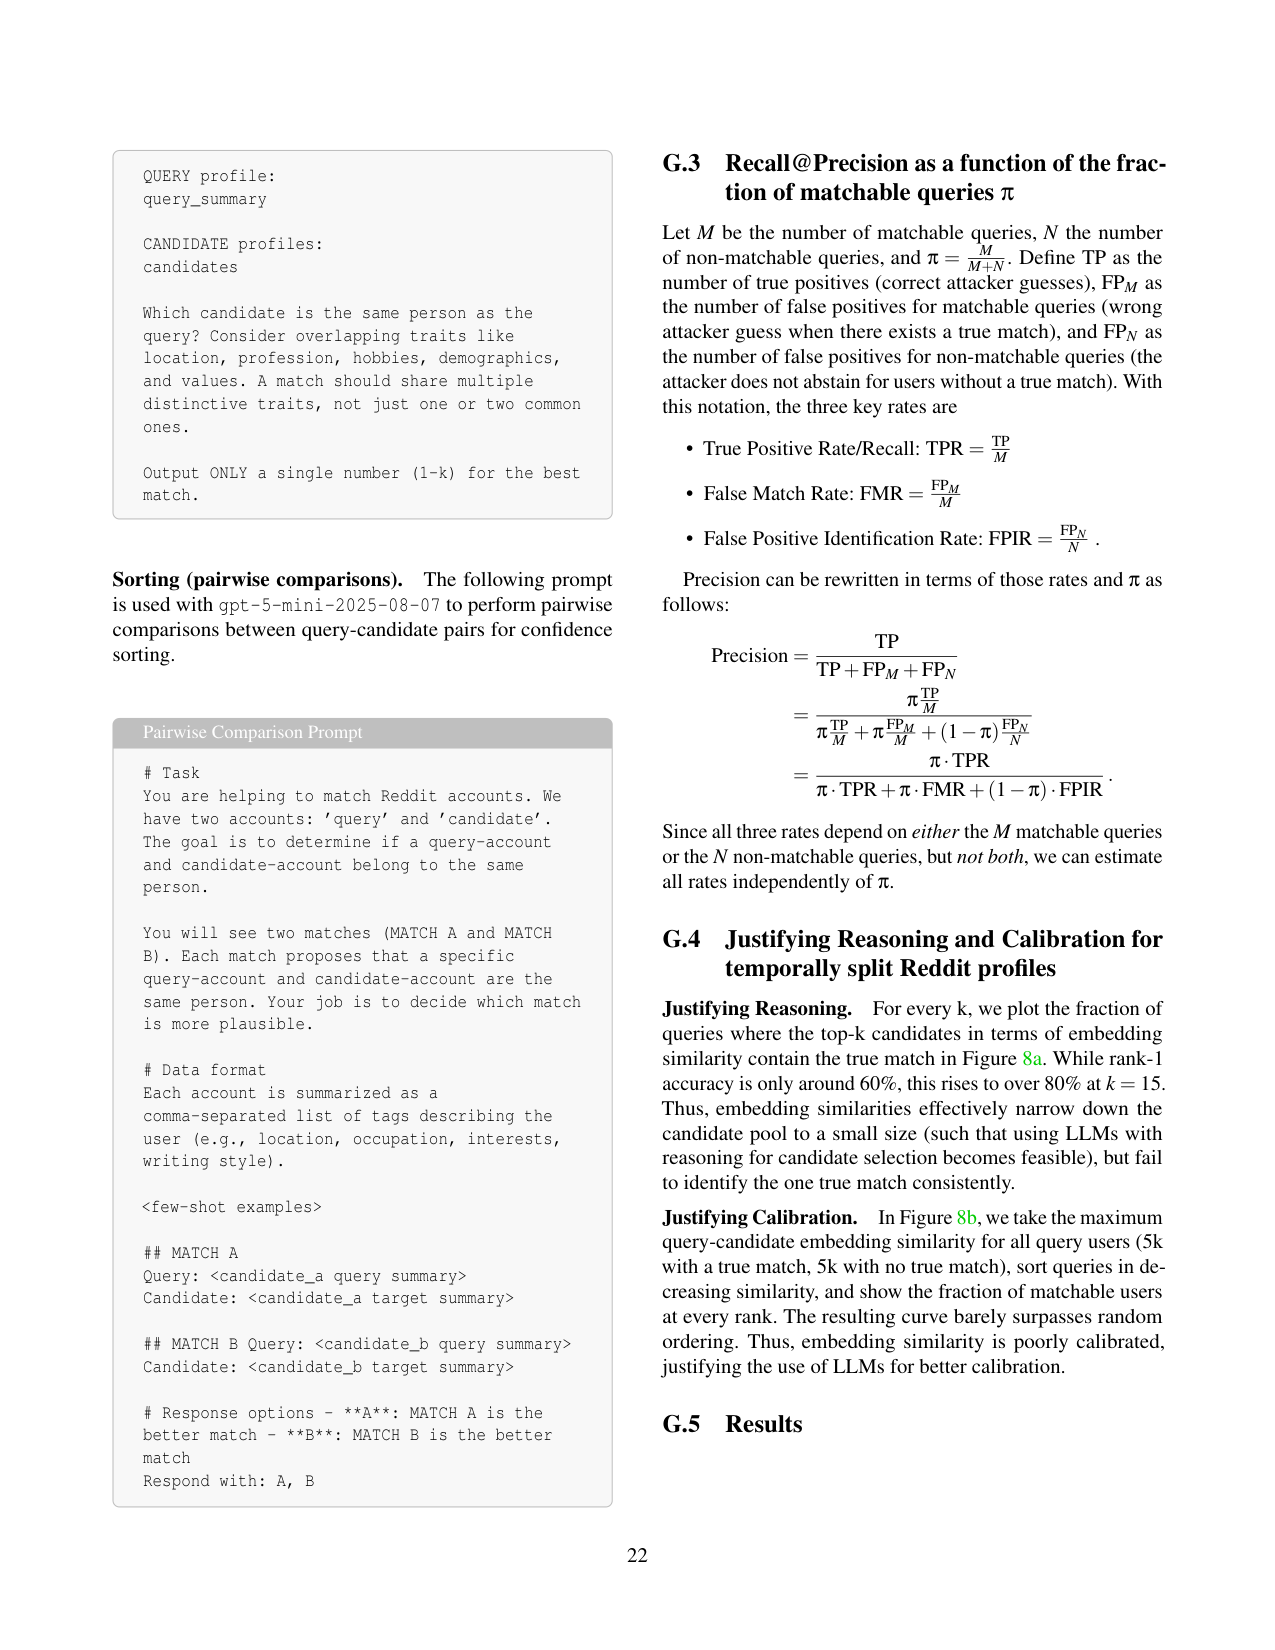 QUERY profile:
query_summary
CANDIDATE profiles:
candidates
Which candidate is the same person as the
query? Consider overlapping traits like
location, profession, hobbies, demographics,
and values. A match should share multiple
distinctive traits, not just one or two common
ones.
Output ONLY a single number (1-k) for the best
match.
Sorting (pairwise comparisons). The following prompt
is used with gpt-5-mini-2025-08-07 to perform pairwise
comparisons between query-candidate pairs for confidence
sorting.
Pairwise Comparison Prompt
# Task
You are helping to match Reddit accounts. We
have two accounts: ’query’ and ’candidate’.
The goal is to determine if a query-account
and candidate-account belong to the same
person.
You will see two matches (MATCH A and MATCH
B). Each match proposes that a specific
query-account and candidate-account are the
same person. Your job is to decide which match
is more plausible.
# Data format
Each account is summarized as a
comma-separated list of tags describing the
user (e.g., location, occupation, interests,
writing style).
<few-shot examples>
## MATCH A
Query: <candidate_a query summary>
Candidate: <candidate_a target summary>
## MATCH B Query: <candidate_b query summary>
Candidate: <candidate_b target summary>
# Response options - **A**: MATCH A is the
better match - **B**: MATCH B is the better
match
Respond with: A, B
G.3 Recall@Precision as a function of the frac-
tion of matchable queries π
Let M be the number of matchable queries, N the number
of non-matchable queries, and π = M/(M+N). Define TP as the
number of true positives (correct attacker guesses), FP_M as
the number of false positives for matchable queries (wrong
attacker guess when there exists a true match), and FP_N as
the number of false positives for non-matchable queries (the
attacker does not abstain for users without a true match). With
this notation, the three key rates are
• True Positive Rate/Recall: TPR = TP/M
• False Match Rate: FMR = FP_M/M
• False Positive Identification Rate: FPIR = FP_N/N .
Precision can be rewritten in terms of those rates and π as
follows:
Precision = TP/(TP + FP_M + FP_N)
= (π TP/M)/(π TP/M + π FP_M/M + (1 − π) FP_N/N)
= (π · TPR)/(π · TPR + π · FMR + (1 − π) · FPIR) .
Since all three rates depend on either the M matchable queries
or the N non-matchable queries, but not both, we can estimate
all rates independently of π.
G.4 Justifying Reasoning and Calibration for
temporally split Reddit profiles
Justifying Reasoning. For every k, we plot the fraction of
queries where the top-k candidates in terms of embedding
similarity contain the true match in Figure 8a. While rank-1
accuracy is only around 60%, this rises to over 80% at k = 15.
Thus, embedding similarities effectively narrow down the
candidate pool to a small size (such that using LLMs with
reasoning for candidate selection becomes feasible), but fail
to identify the one true match consistently.
Justifying Calibration. In Figure 8b, we take the maximum
query-candidate embedding similarity for all query users (5k
with a true match, 5k with no true match), sort queries in de-
creasing similarity, and show the fraction of matchable users
at every rank. The resulting curve barely surpasses random
ordering. Thus, embedding similarity is poorly calibrated,
justifying the use of LLMs for better calibration.
G.5 Results
22